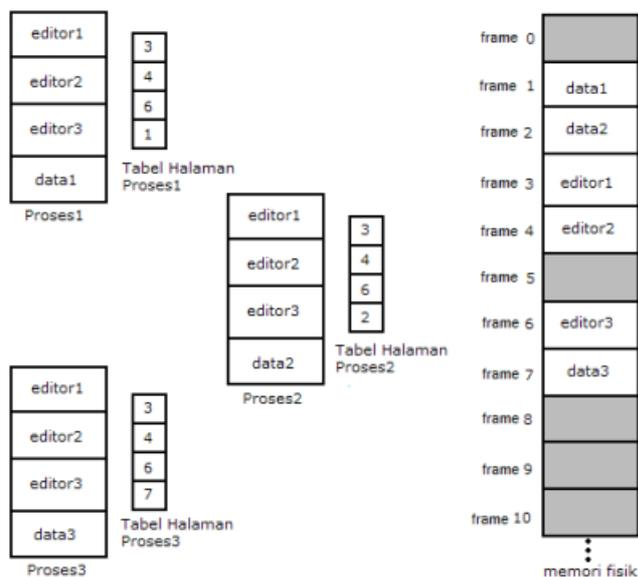 editor1
editor2
editor3
data1
Proses1
3
4
6
1
Tabel Halaman
Proses1
editor1
editor2
editor3
data2
Proses2
3
4
6
2
Tabel Halaman
Proses2
editor1
editor2
editor3
data3
Proses3
3
4
6
7
Tabel Halaman
Proses3
frame 0
frame 1 data1
frame 2 data2
frame 3 editor1
frame 4 editor2
frame 5
frame 6 editor3
frame 7 data3
frame 8
frame 9
frame 10
memori fisik